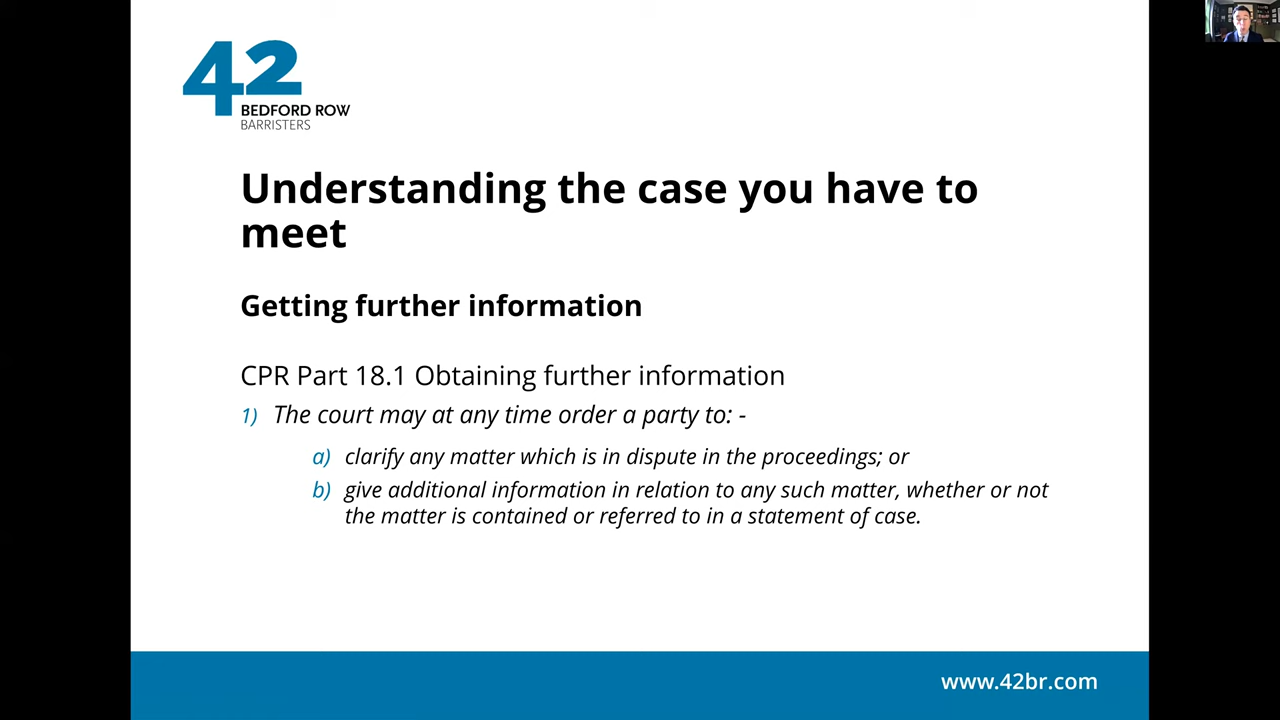 42
BEDFORD ROW
BARRISTERS
Understanding the case you have to
meet
Getting further information
CPR Part 18.1 Obtaining further information
1) The court may at any time order a party to: -
a) clarify any matter which is in dispute in the proceedings; or
b) give additional information in relation to any such matter, whether or not
the matter is contained or referred to in a statement of case.
www.42br.com